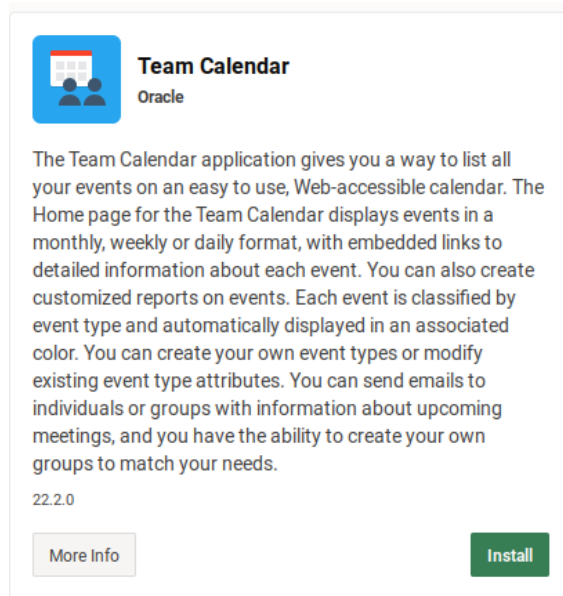 Team Calendar
Oracle
The Team Calendar application gives you a way to list all
your events on an easy to use, Web-accessible calendar. The
Home page for the Team Calendar displays events in a
monthly, weekly or daily format, with embedded links to
detailed information about each event. You can also create
customized reports on events. Each event is classified by
event type and automatically displayed in an associated
color. You can create your own event types or modify
existing event type attributes. You can send emails to
individuals or groups with information about upcoming
meetings, and you have the ability to create your own
groups to match your needs.
22.2.0
More Info
Install